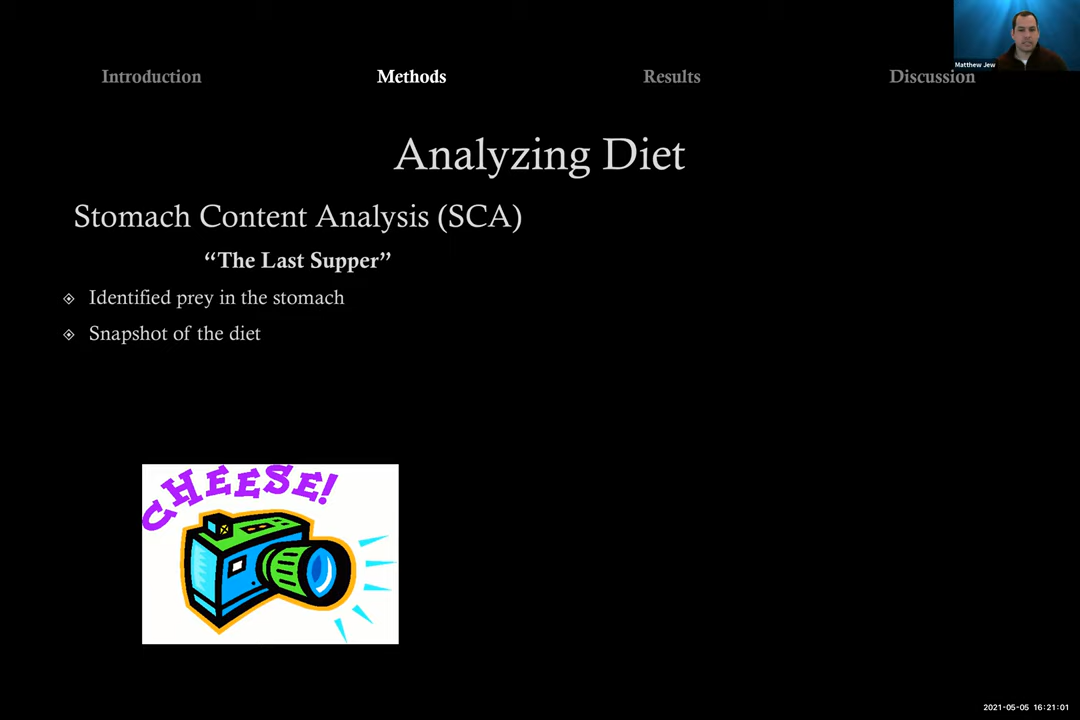 Matthew Jew
Introduction Methods Results Discussion
Analyzing Diet
Stomach Content Analysis (SCA)
“The Last Supper”
Identified prey in the stomach
Snapshot of the diet
CHEESE!
2021-05-05 16:21:01